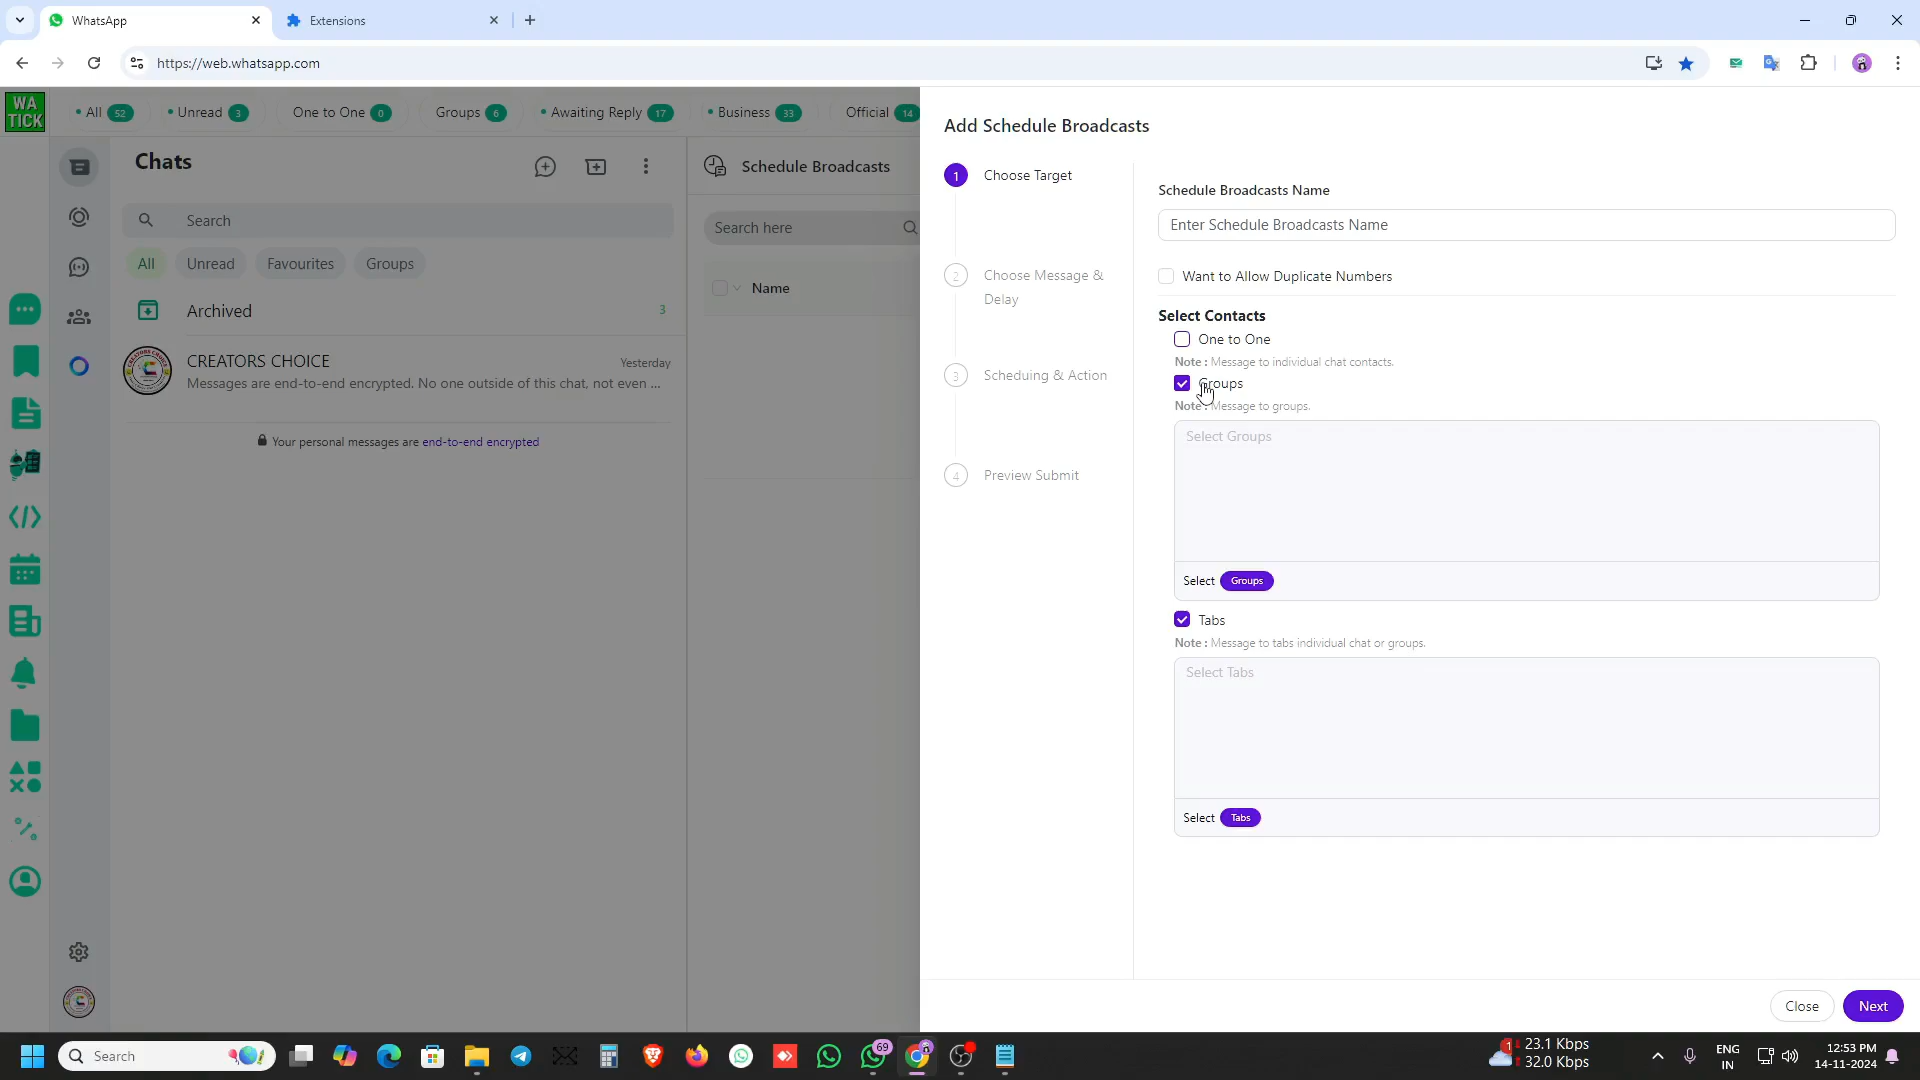 WhatsApp
Extensions
https://web.whatsapp.com
WA
TICK
All 52
Unread 3
One to One 0
Groups 6
Awaiting Reply 17
Business 33
Official 14
Chats
Search
All
Unread
Favourites
Groups
Archived
3
CREATORS CHOICE
Yesterday
Messages are end-to-end encrypted. No one outside of this chat, not even ...
Your personal messages are end-to-end encrypted
Schedule Broadcasts
Search here
Name
Add Schedule Broadcasts
1 Choose Target
2 Choose Message &
Delay
3 Scheduing & Action
4 Preview Submit
Schedule Broadcasts Name
Enter Schedule Broadcasts Name
Want to Allow Duplicate Numbers
Select Contacts
One to One
Note : Message to individual chat contacts.
Groups
Note : Message to groups.
Select Groups
Select Groups
Tabs
Note : Message to tabs individual chat or groups.
Select Tabs
Select Tabs
Close
Next
Search
69
1
23.1 Kbps
32.0 Kbps
ENG
IN
12:53 PM
14-11-2024